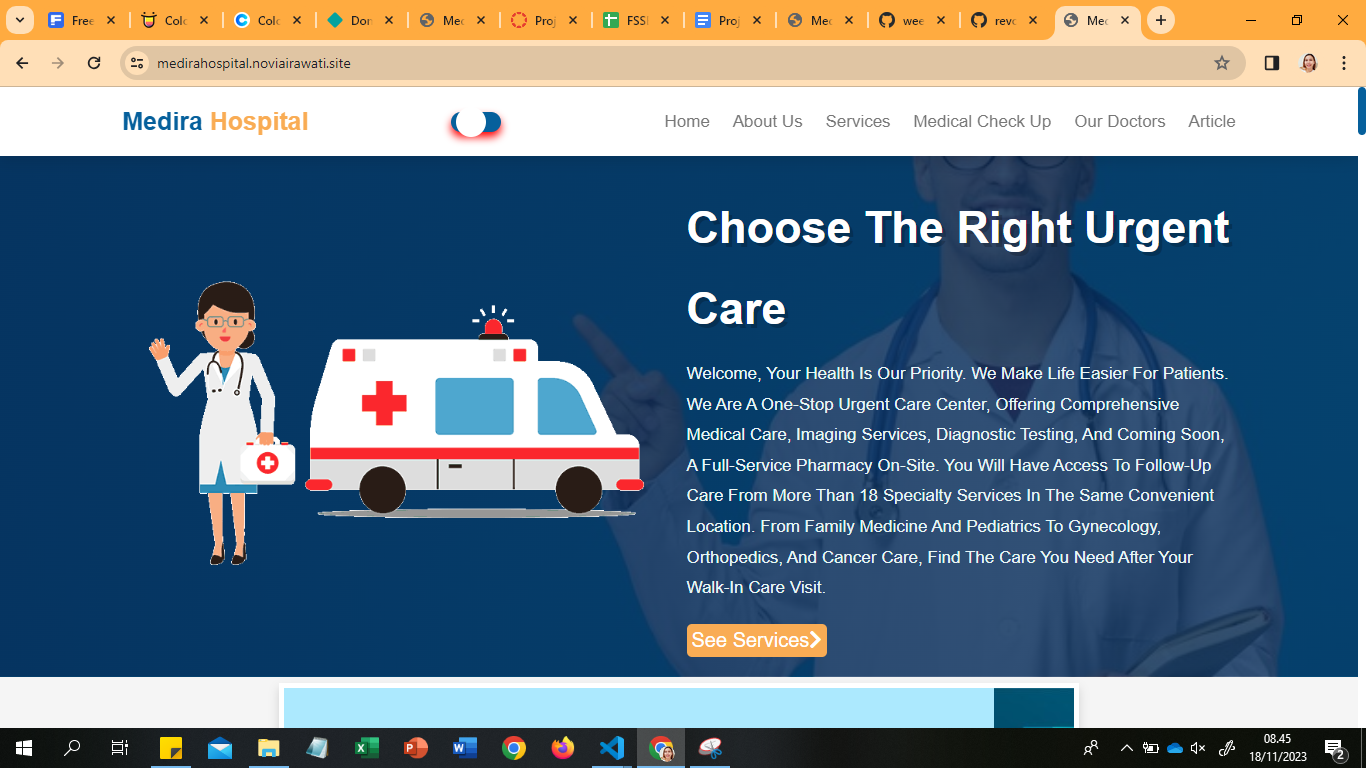 Free
Colo
Colo
Dom
Med
Proj
FSSE
Proj
Med
wee
revo
Med
medirahospital.noviairawati.site
Medira Hospital
Home About Us Services Medical Check Up Our Doctors Article
Choose The Right Urgent
Care
Welcome, Your Health Is Our Priority. We Make Life Easier For Patients.
We Are A One-Stop Urgent Care Center, Offering Comprehensive
Medical Care, Imaging Services, Diagnostic Testing, And Coming Soon,
A Full-Service Pharmacy On-Site. You Will Have Access To Follow-Up
Care From More Than 18 Specialty Services In The Same Convenient
Location. From Family Medicine And Pediatrics To Gynecology,
Orthopedics, And Cancer Care, Find The Care You Need After Your
Walk-In Care Visit.
See Services
08.45
18/11/2023
2